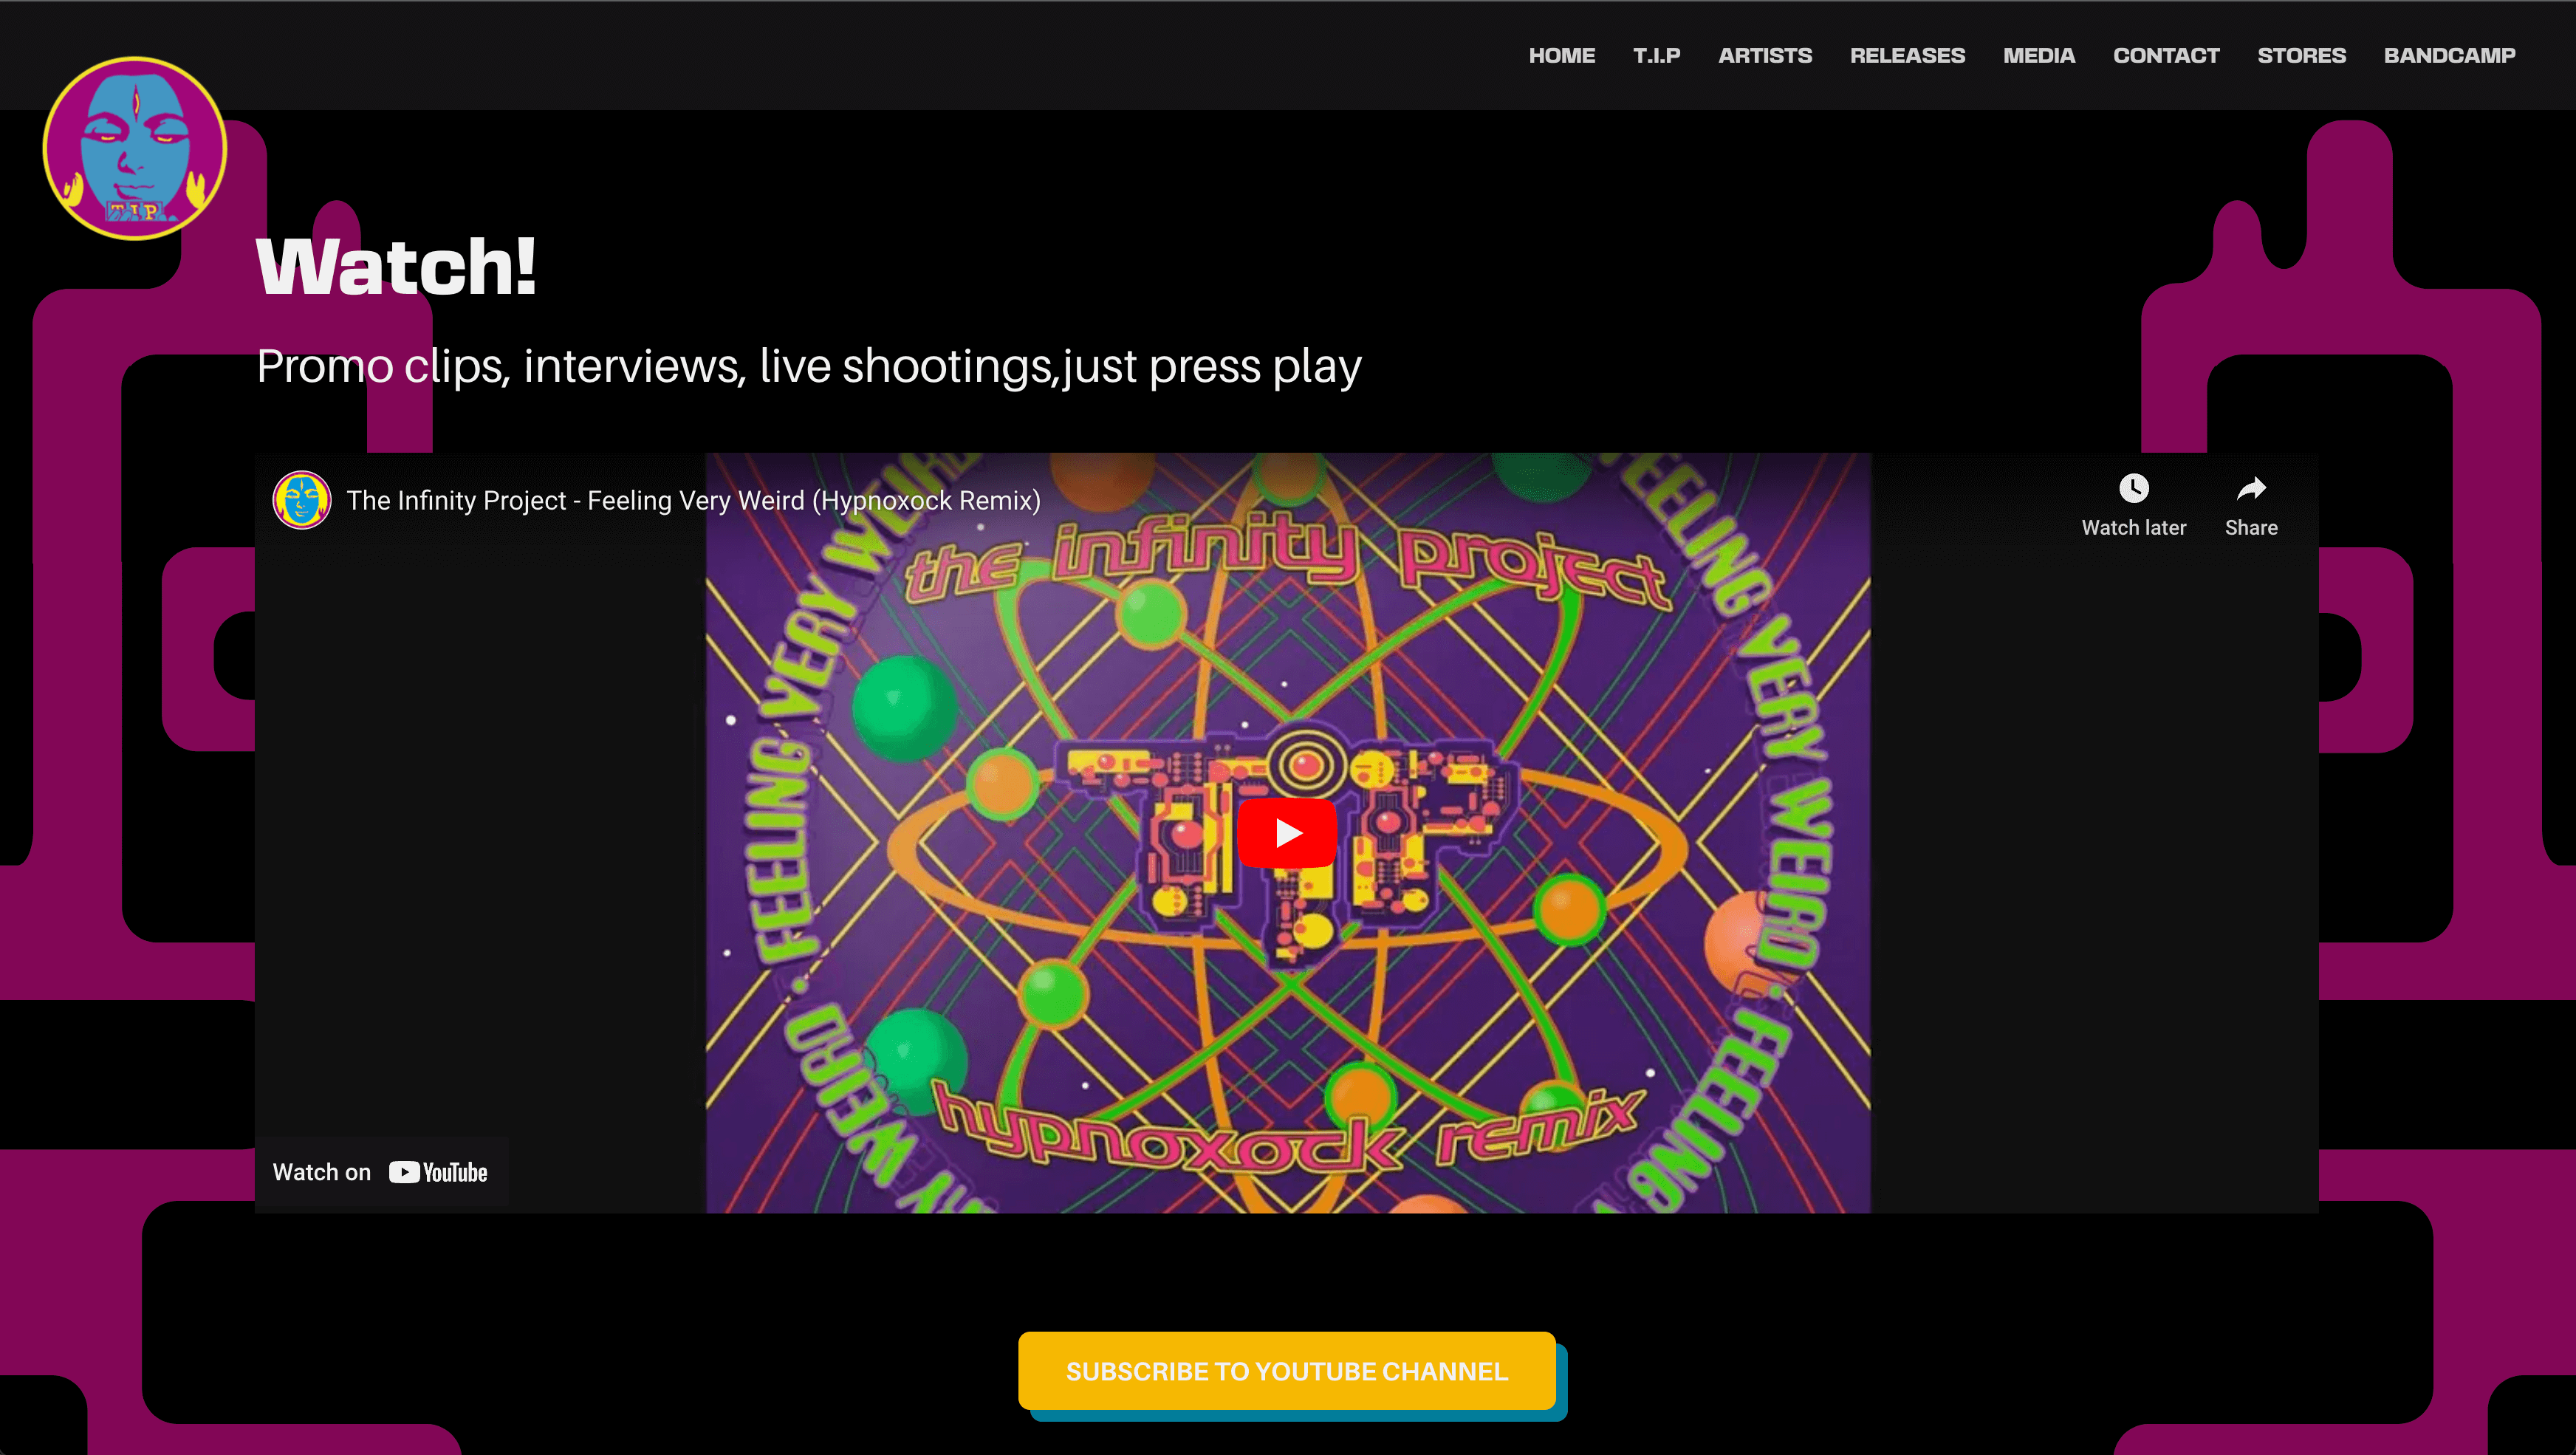 HOME T.I.P ARTISTS RELEASES MEDIA CONTACT STORES BANDCAMP
T I P
Watch!
Promo clips, interviews, live shootings,just press play
The Infinity Project - Feeling Very Weird (Hypnoxock Remix)
Watch later Share
the infinity project
FEELING VERY WEIRD • FEELING VERY WEIRD • FEELING
TIP
hypnoxock remix
Watch on YouTube
SUBSCRIBE TO YOUTUBE CHANNEL